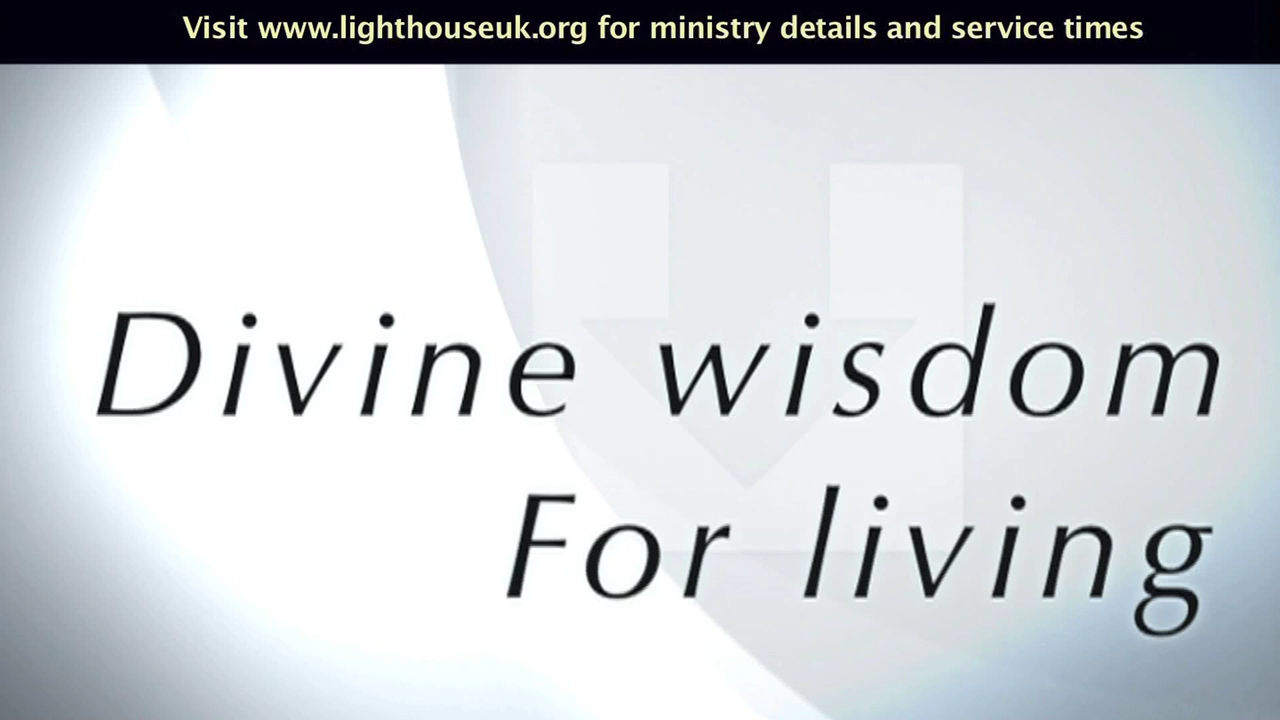 Visit www.lighthouseuk.org for ministry details and service times
Divine wisdom
For living